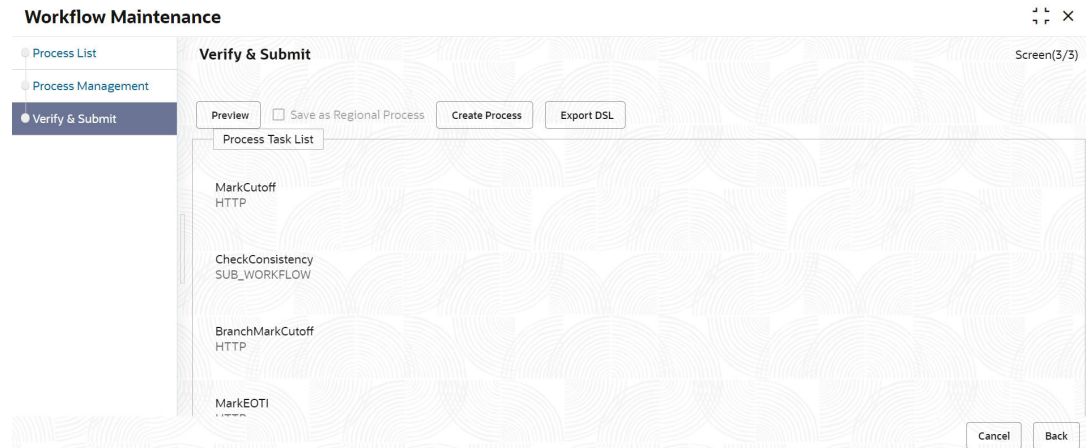 Workflow Maintenance
Process List
Process Management
Verify & Submit
Verify & Submit
Screen(3/3)
Preview
Save as Regional Process
Create Process
Export DSL
Process Task List
MarkCutoff
HTTP
CheckConsistency
SUB_WORKFLOW
BranchMarkCutoff
HTTP
MarkEOTI
Cancel
Back